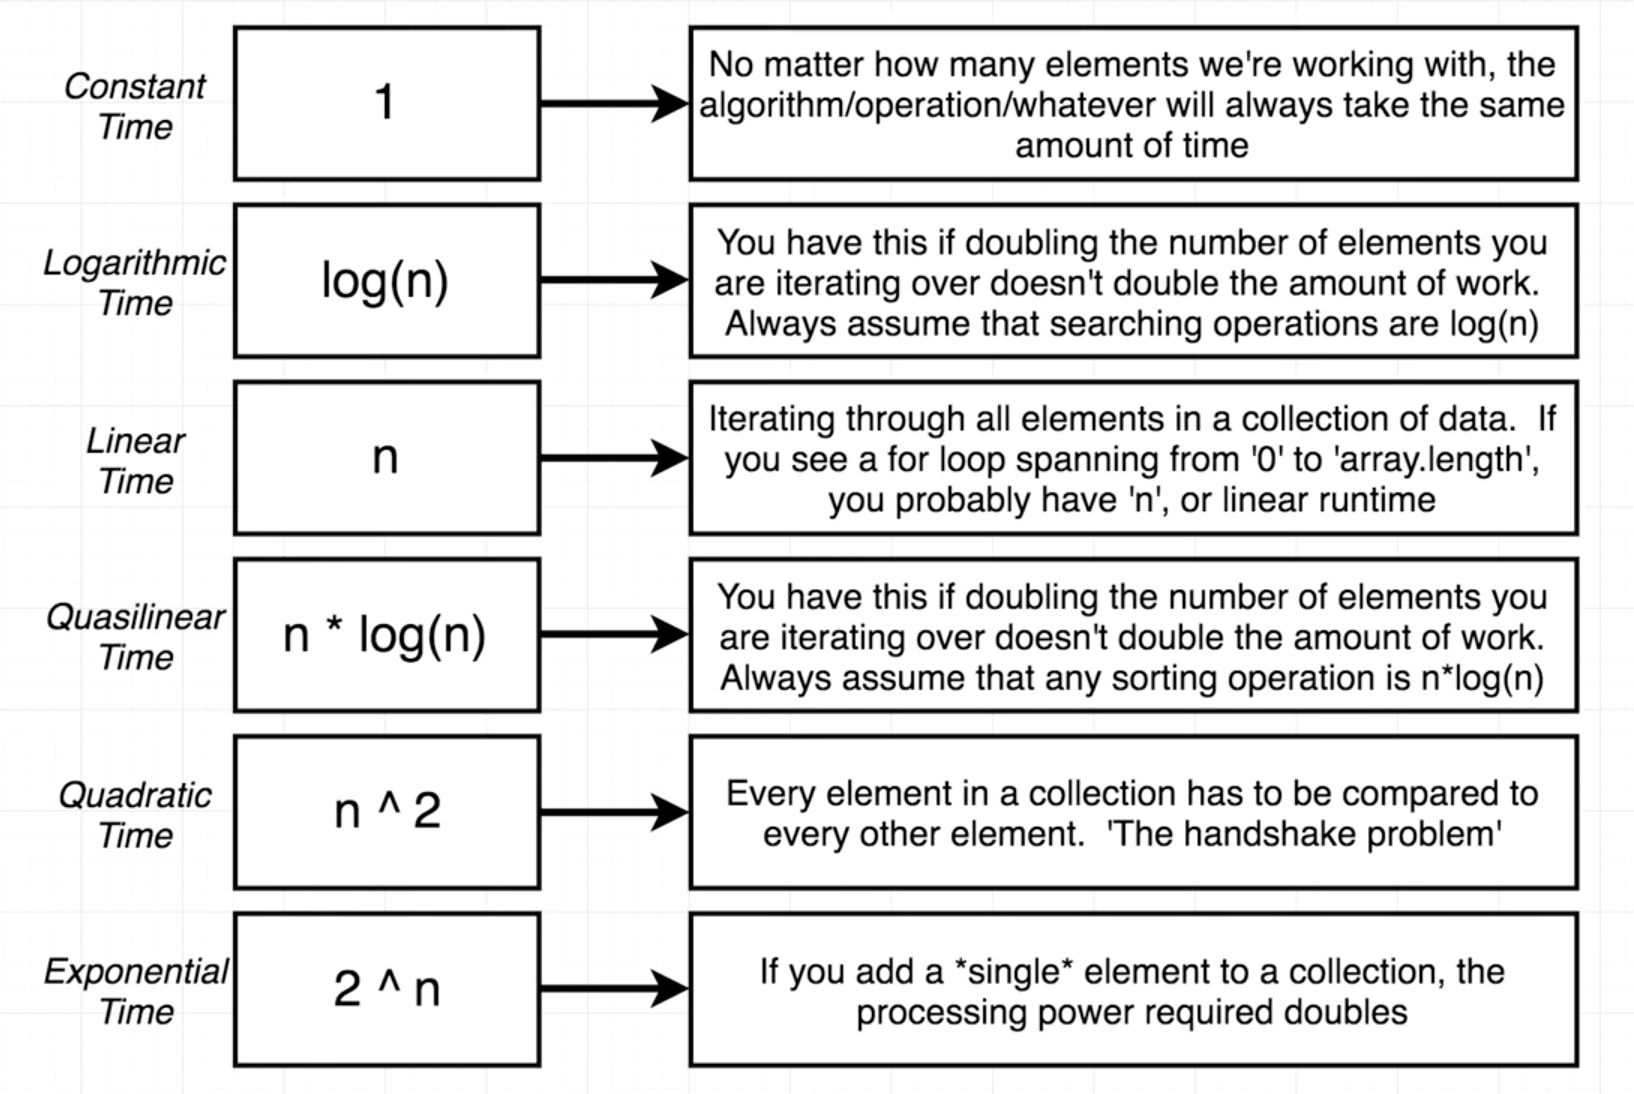 Constant
Time
1
No matter how many elements we're working with, the
algorithm/operation/whatever will always take the same
amount of time
Logarithmic
Time
log(n)
You have this if doubling the number of elements you
are iterating over doesn't double the amount of work.
Always assume that searching operations are log(n)
Linear
Time
n
Iterating through all elements in a collection of data.  If
you see a for loop spanning from '0' to 'array.length',
you probably have 'n', or linear runtime
Quasilinear
Time
n * log(n)
You have this if doubling the number of elements you
are iterating over doesn't double the amount of work.
Always assume that any sorting operation is n*log(n)
Quadratic
Time
n ^ 2
Every element in a collection has to be compared to
every other element.  'The handshake problem'
Exponential
Time
2 ^ n
If you add a *single* element to a collection, the
processing power required doubles